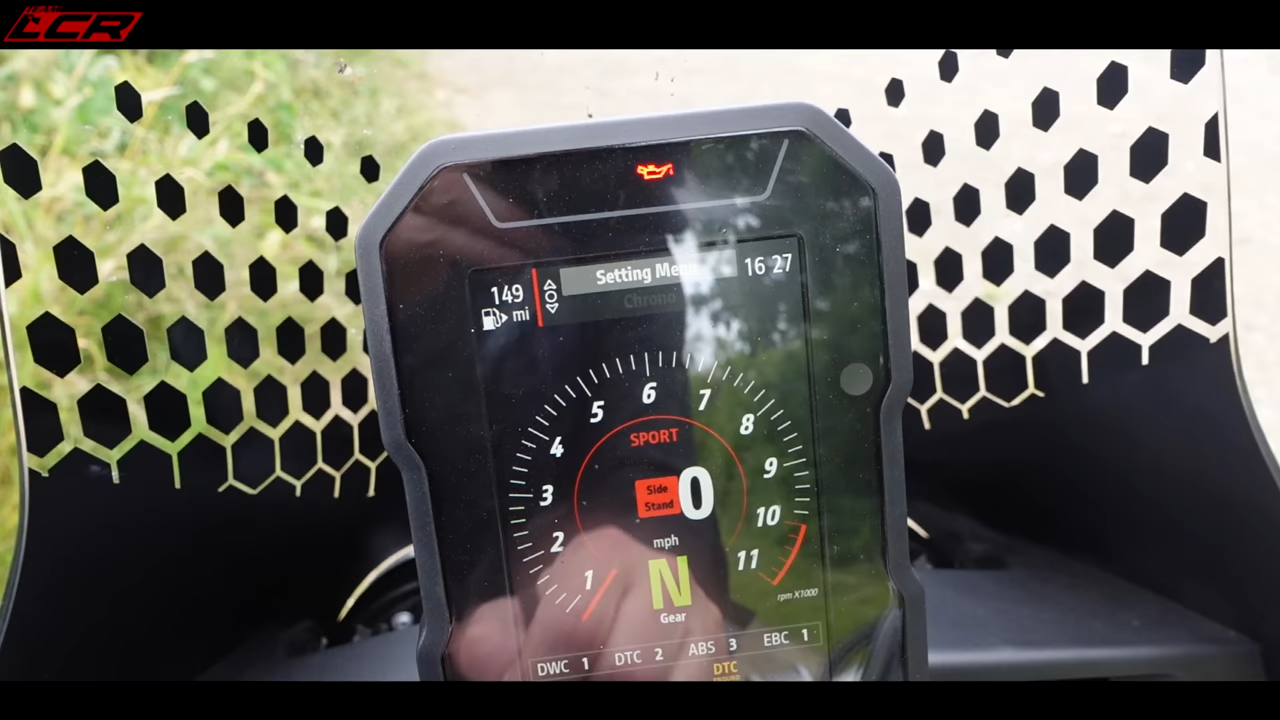 LCR
Setting Menu
16 27
149
mi
Chrono
6
5
7
4
8
SPORT
3
9
Side
Stand
0
10
2
mph
11
1
N
rpm X1000
Gear
DWC 1 DTC 2 ABS 3 EBC 1
DTC
ENDURO